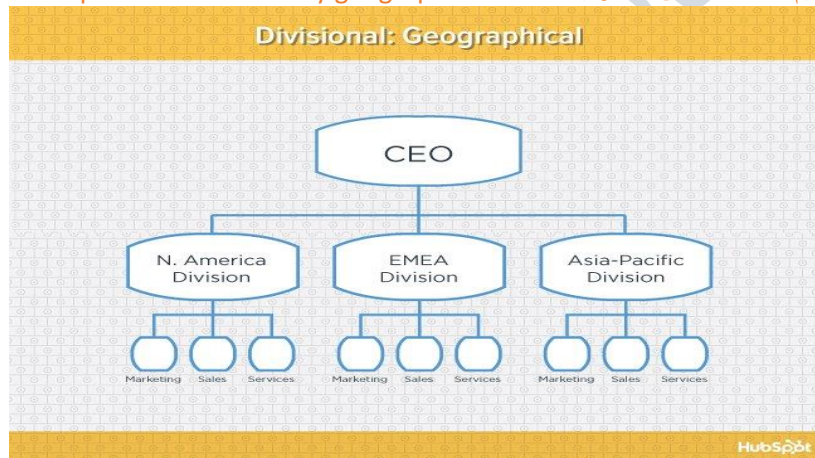 Divisional: Geographical
CEO
N. America
Division
EMEA
Division
Asia-Pacific
Division
Marketing Sales Services
Marketing Sales Services
Marketing Sales Services
HubSpot